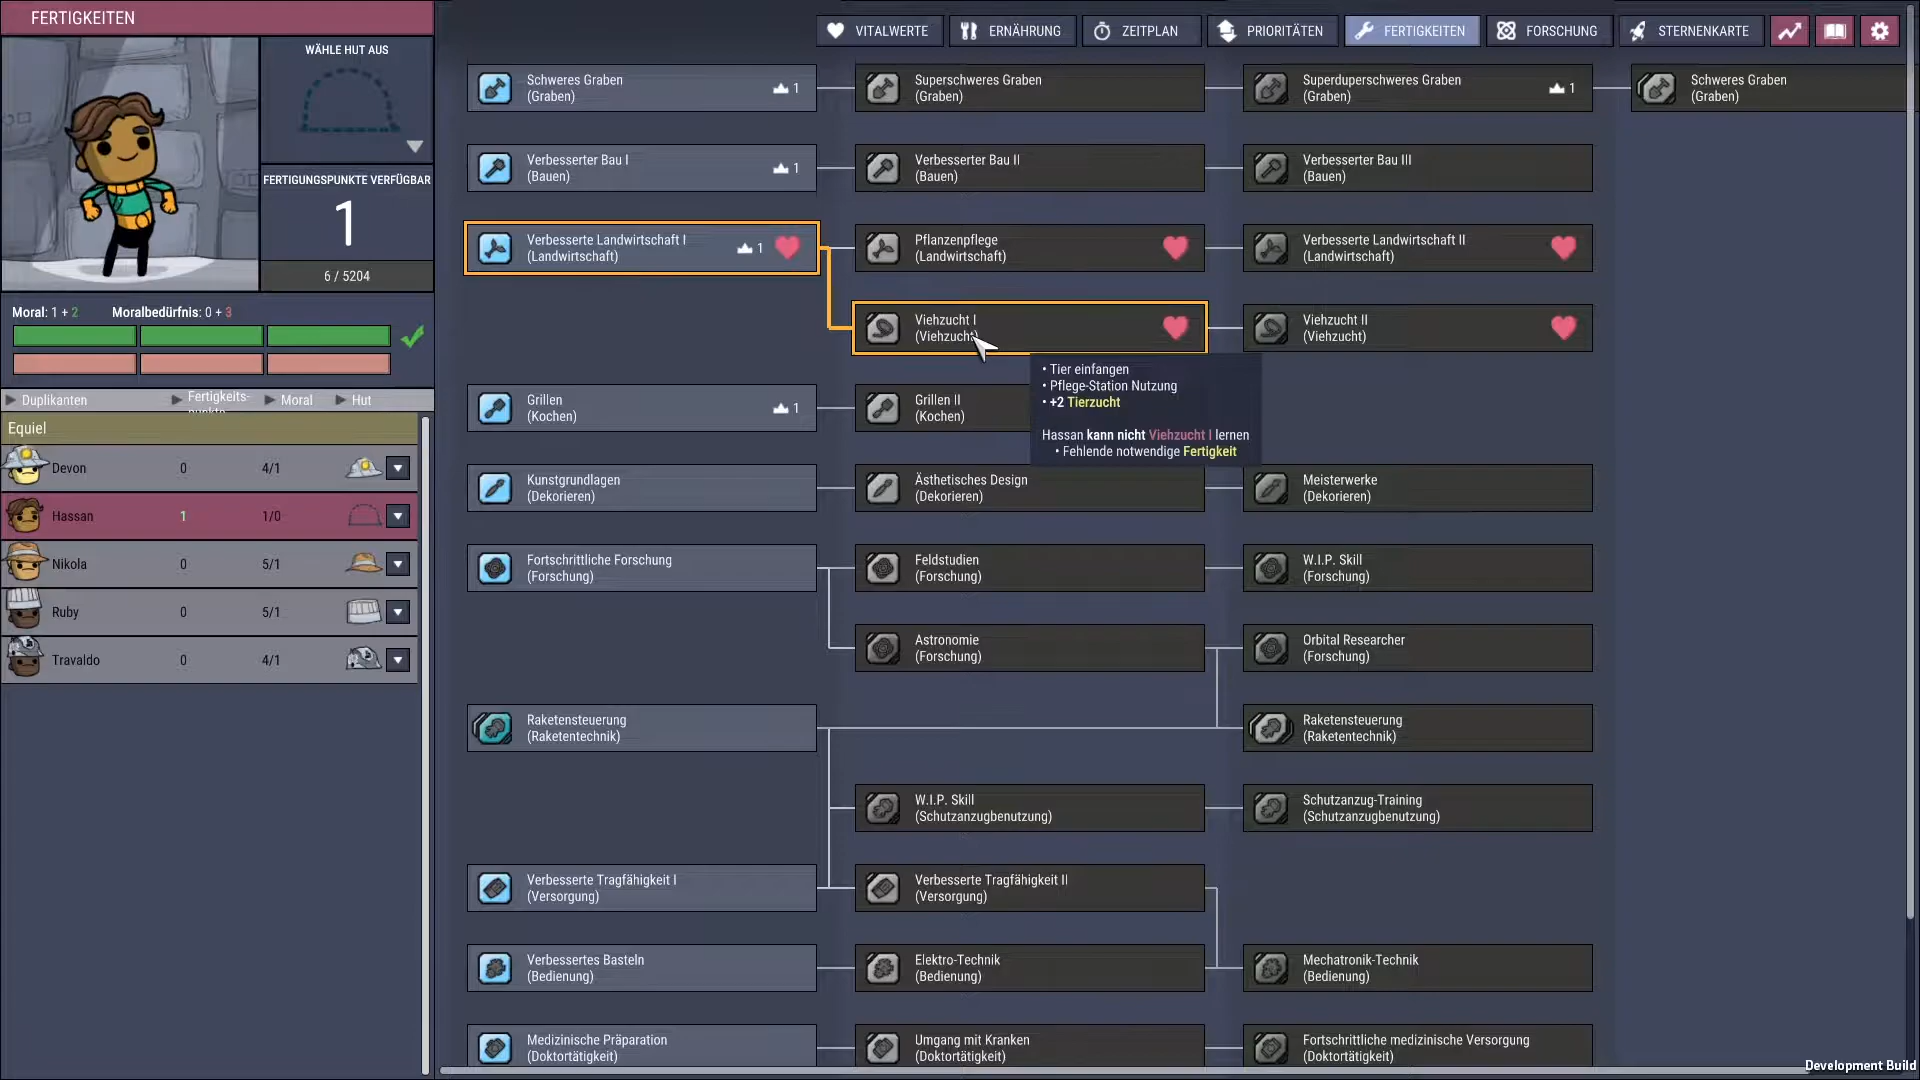 FERTIGKEITEN
VITALWERTE
ERNÄHRUNG
ZEITPLAN
PRIORITÄTEN
FERTIGKEITEN
FORSCHUNG
STERNENKARTE
WÄHLE HUT AUS
FERTIGUNGSPUNKTE VERFÜGBAR
1
6 / 5204
Moral: 1 + 2 Moralbedürfnis: 0 + 3
Duplikanten
Fertigkeits-
Moral
Hut
Equiel
Devon 0 4/1
Hassan 1 1/0
Nikola 0 5/1
Ruby 0 5/1
Travaldo 0 4/1
Schweres Graben
(Graben)
1
Superschweres Graben
(Graben)
Superduperschweres Graben
(Graben)
1
Schweres Graben
(Graben)
Verbesserter Bau I
(Bauen)
1
Verbesserter Bau II
(Bauen)
Verbesserter Bau III
(Bauen)
Verbesserte Landwirtschaft I
(Landwirtschaft)
1
Pflanzenpflege
(Landwirtschaft)
Verbesserte Landwirtschaft II
(Landwirtschaft)
Viehzucht I
(Viehzucht)
Viehzucht II
(Viehzucht)
• Tier einfangen
• Pflege-Station Nutzung
• +2 Tierzucht
Hassan kann nicht Viehzucht I lernen
• Fehlende notwendige Fertigkeit
Grillen
(Kochen)
1
Grillen II
(Kochen)
Kunstgrundlagen
(Dekorieren)
Ästhetisches Design
(Dekorieren)
Meisterwerke
(Dekorieren)
Fortschrittliche Forschung
(Forschung)
Feldstudien
(Forschung)
W.I.P. Skill
(Forschung)
Astronomie
(Forschung)
Orbital Researcher
(Forschung)
Raketensteuerung
(Raketentechnik)
Raketensteuerung
(Raketentechnik)
W.I.P. Skill
(Schutzanzugbenutzung)
Schutzanzug-Training
(Schutzanzugbenutzung)
Verbesserte Tragfähigkeit I
(Versorgung)
Verbesserte Tragfähigkeit II
(Versorgung)
Verbessertes Basteln
(Bedienung)
Elektro-Technik
(Bedienung)
Mechatronik-Technik
(Bedienung)
Medizinische Präparation
(Doktortätigkeit)
Umgang mit Kranken
(Doktortätigkeit)
Fortschrittliche medizinische Versorgung
(Doktortätigkeit)
Development Build